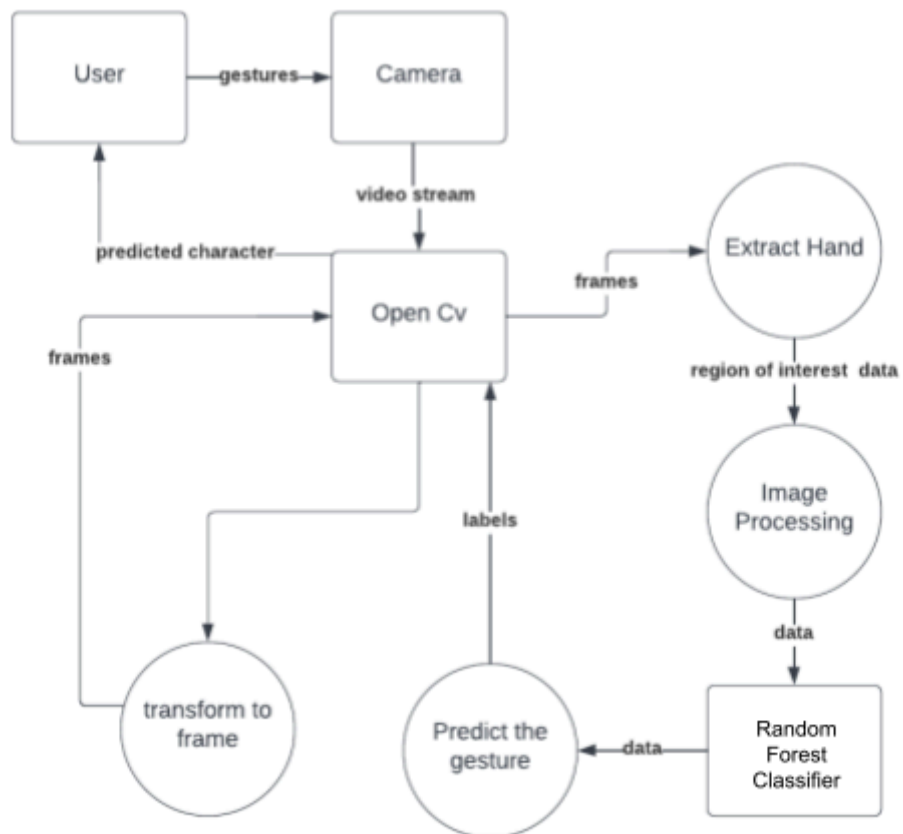 User
gestures
Camera
video stream
predicted character
Extract Hand
frames
Open Cv
frames
region of interest  data
Image
Processing
labels
data
transform to
frame
Predict the
gesture
data
Random
Forest
Classifier